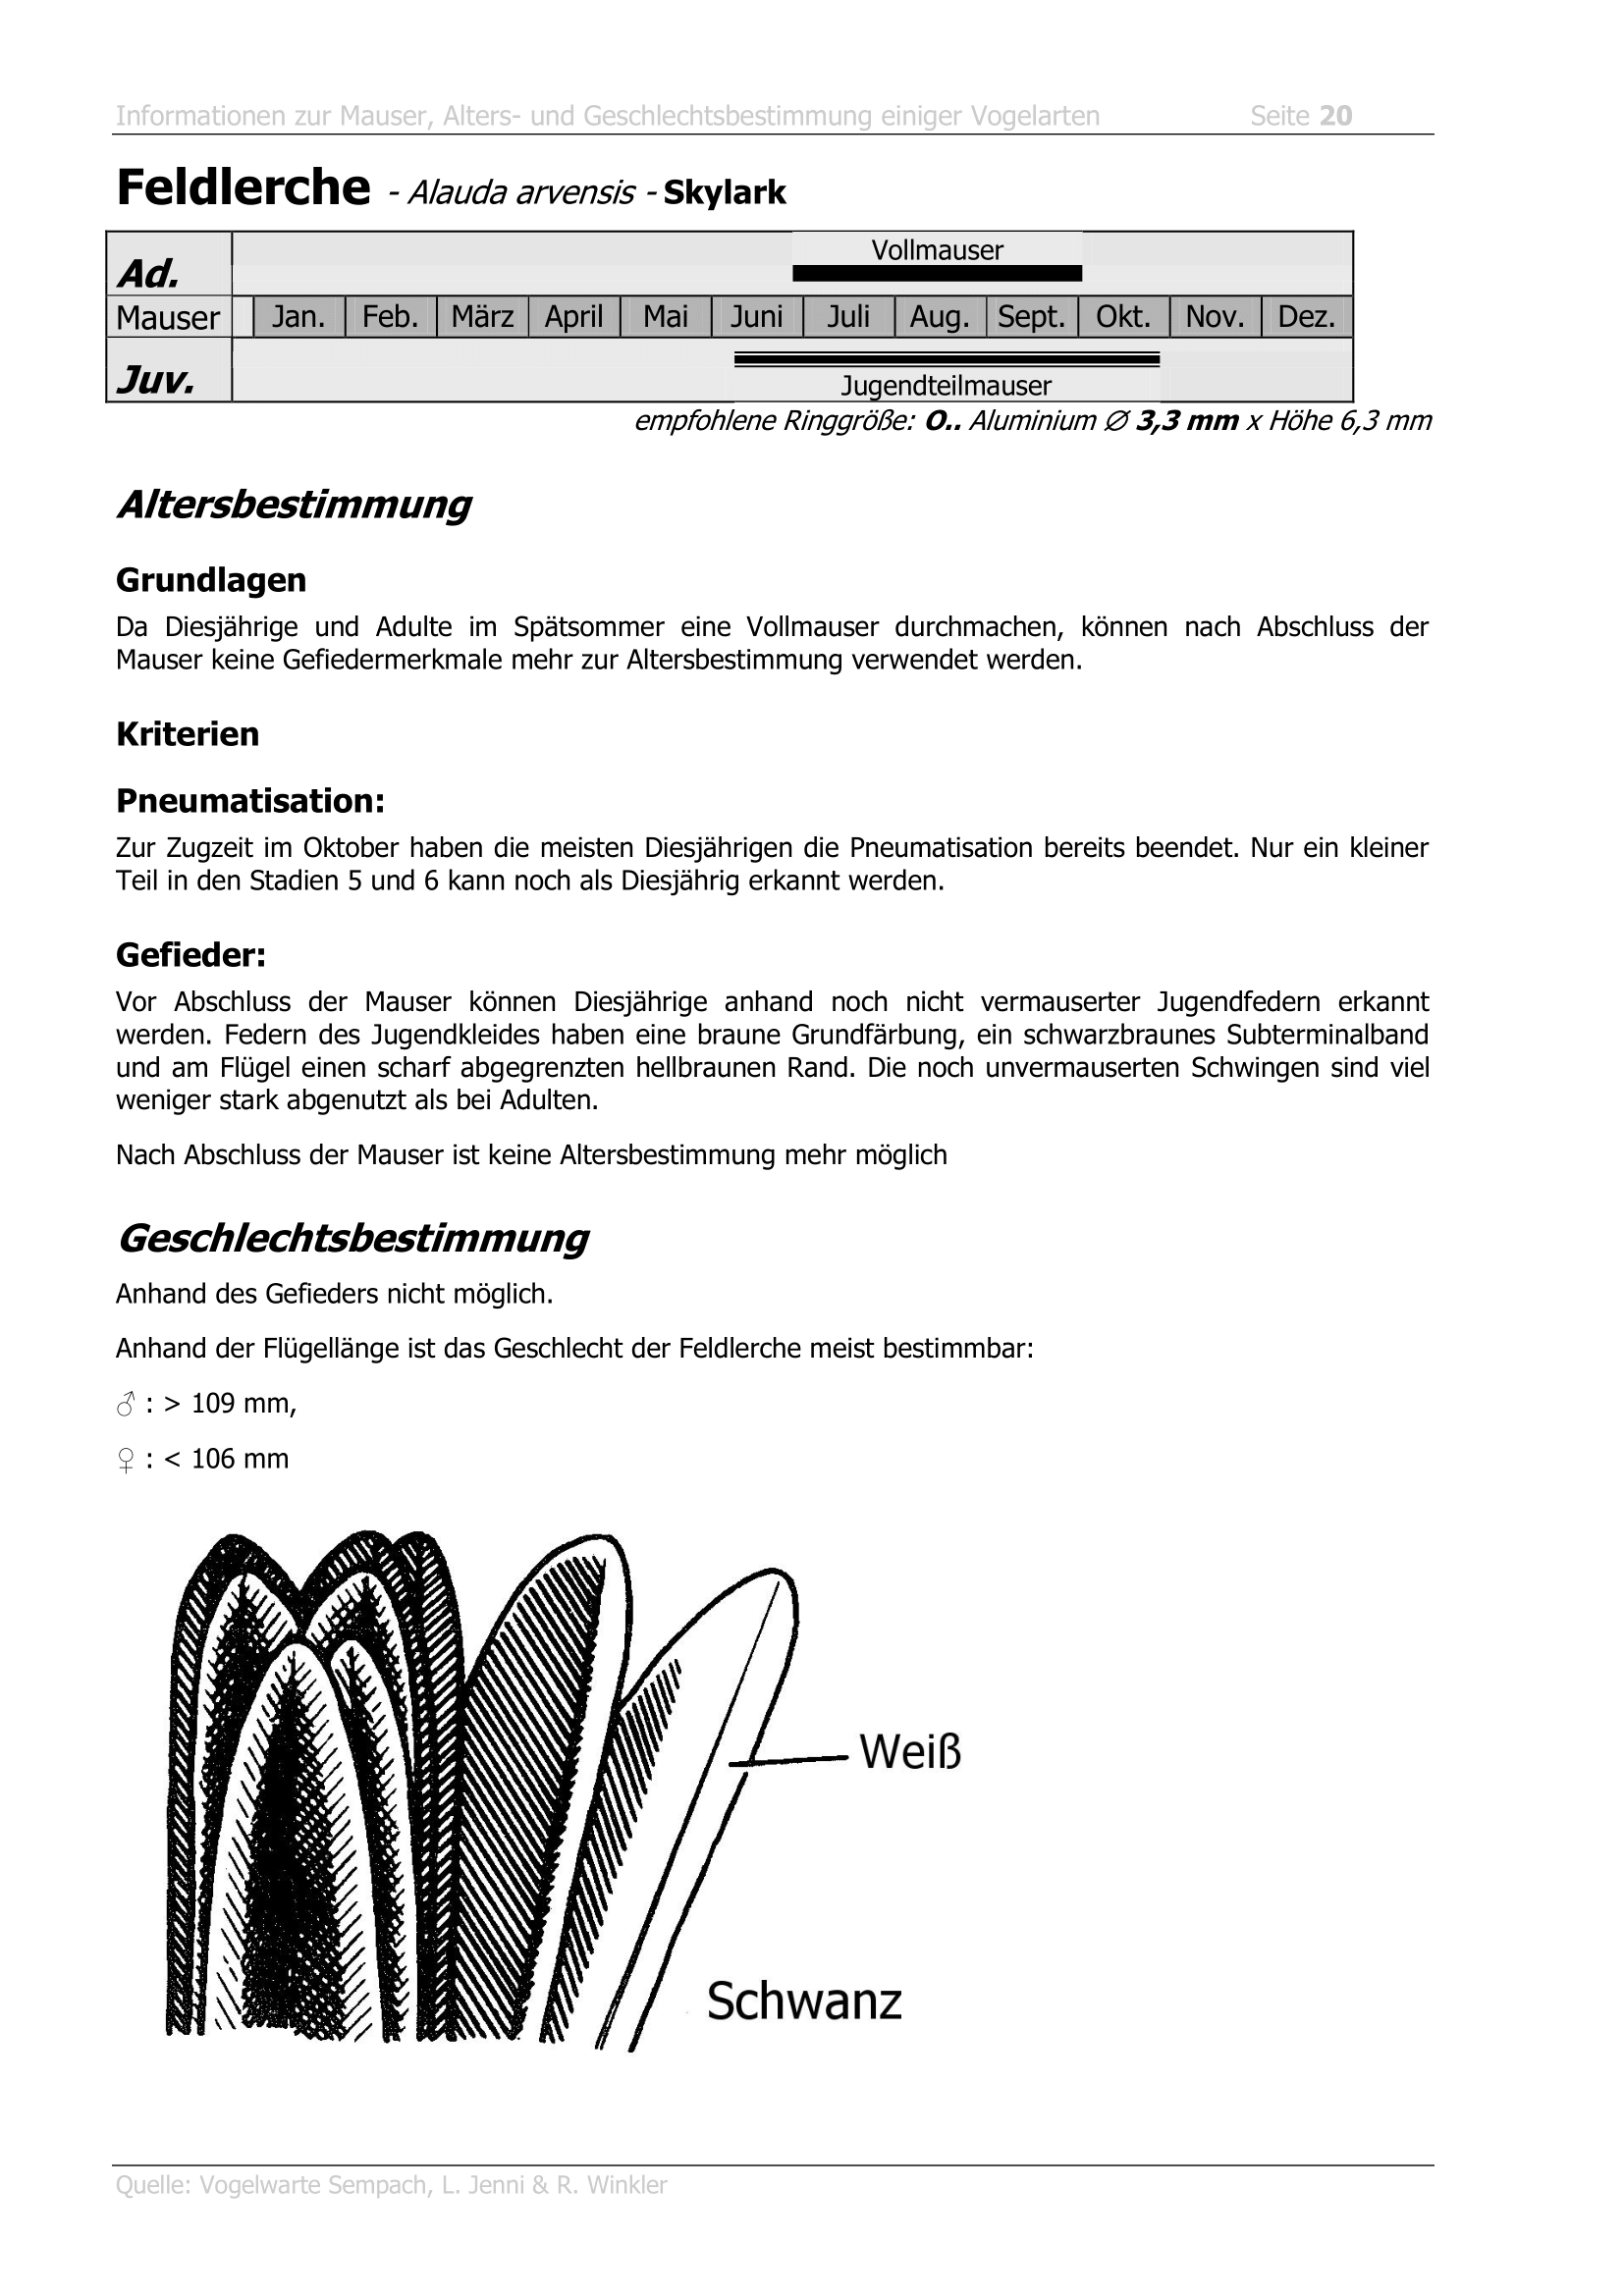 Informationen zur Mauser, Alters- und Geschlechtsbestimmung einiger Vogelarten Seite 20
Feldlerche - Alauda arvensis - Skylark
Ad. Vollmauser
Mauser Jan. Feb. März April Mai Juni Juli Aug. Sept. Okt. Nov. Dez.
Juv. Jugendteilmauser
empfohlene Ringgröße: O.. Aluminium ∅ 3,3 mm x Höhe 6,3 mm
Altersbestimmung
Grundlagen
Da Diesjährige und Adulte im Spätsommer eine Vollmauser durchmachen, können nach Abschluss der
Mauser keine Gefiedermerkmale mehr zur Altersbestimmung verwendet werden.
Kriterien
Pneumatisation:
Zur Zugzeit im Oktober haben die meisten Diesjährigen die Pneumatisation bereits beendet. Nur ein kleiner
Teil in den Stadien 5 und 6 kann noch als Diesjährig erkannt werden.
Gefieder:
Vor Abschluss der Mauser können Diesjährige anhand noch nicht vermauserter Jugendfedern erkannt
werden. Federn des Jugendkleides haben eine braune Grundfärbung, ein schwarzbraunes Subterminalband
und am Flügel einen scharf abgegrenzten hellbraunen Rand. Die noch unvermauserten Schwingen sind viel
weniger stark abgenutzt als bei Adulten.
Nach Abschluss der Mauser ist keine Altersbestimmung mehr möglich
Geschlechtsbestimmung
Anhand des Gefieders nicht möglich.
Anhand der Flügellänge ist das Geschlecht der Feldlerche meist bestimmbar:
♂ : > 109 mm,
♀ : < 106 mm
Weiß
Schwanz
Quelle: Vogelwarte Sempach, L. Jenni & R. Winkler